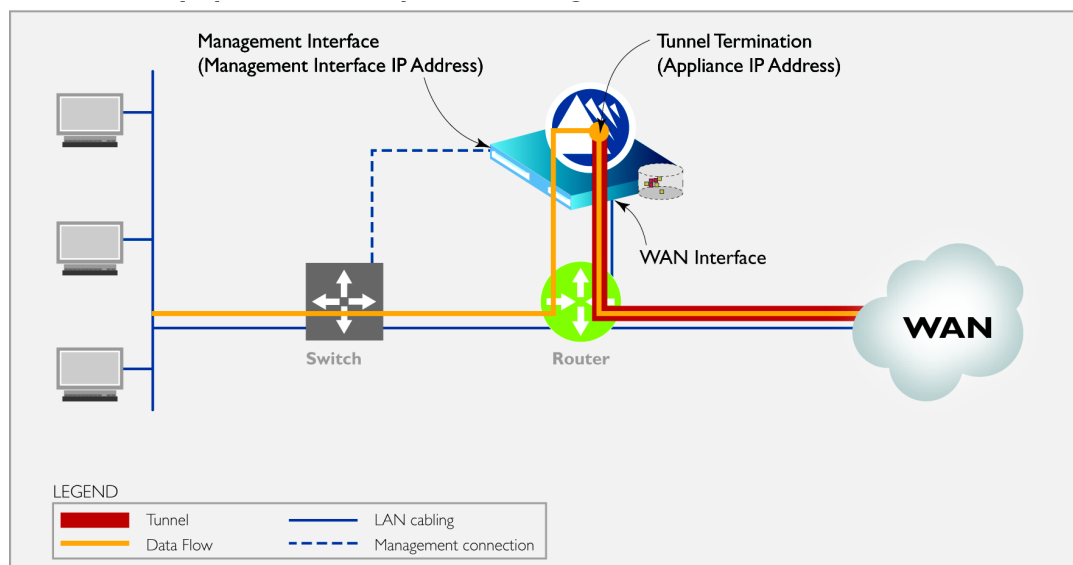 Management Interface
(Management Interface IP Address)
Tunnel Termination
(Appliance IP Address)
WAN Interface
WAN
Switch
Router
LEGEND
Tunnel
LAN cabling
Data Flow
Management connection